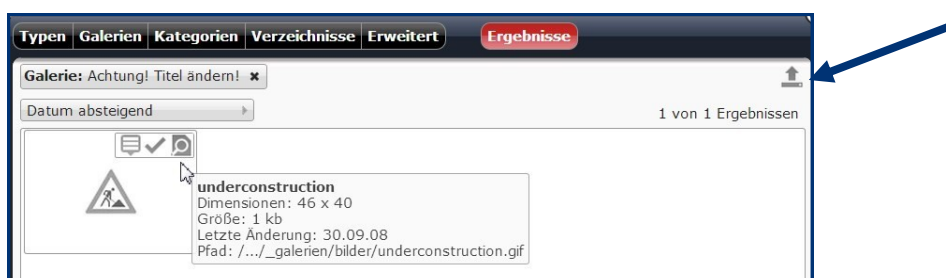 Typen Galerien Kategorien Verzeichnisse Erweitert Ergebnisse
Galerie: Achtung! Titel ändern! ×
Datum absteigend
1 von 1 Ergebnissen
underconstruction
Dimensionen: 46 x 40
Größe: 1 kb
Letzte Änderung: 30.09.08
Pfad: /.../_galerien/bilder/underconstruction.gif